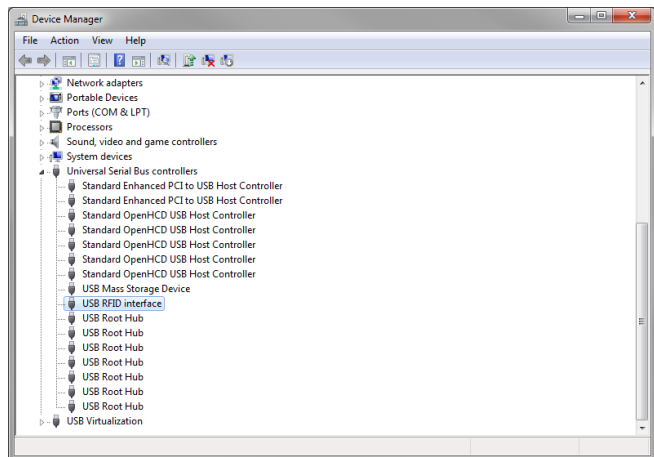 Device Manager
File Action View Help
Network adapters
Portable Devices
Ports (COM & LPT)
Processors
Sound, video and game controllers
System devices
Universal Serial Bus controllers
Standard Enhanced PCI to USB Host Controller
Standard Enhanced PCI to USB Host Controller
Standard OpenHCD USB Host Controller
Standard OpenHCD USB Host Controller
Standard OpenHCD USB Host Controller
Standard OpenHCD USB Host Controller
Standard OpenHCD USB Host Controller
USB Mass Storage Device
USB RFID interface
USB Root Hub
USB Root Hub
USB Root Hub
USB Root Hub
USB Root Hub
USB Root Hub
USB Root Hub
USB Virtualization